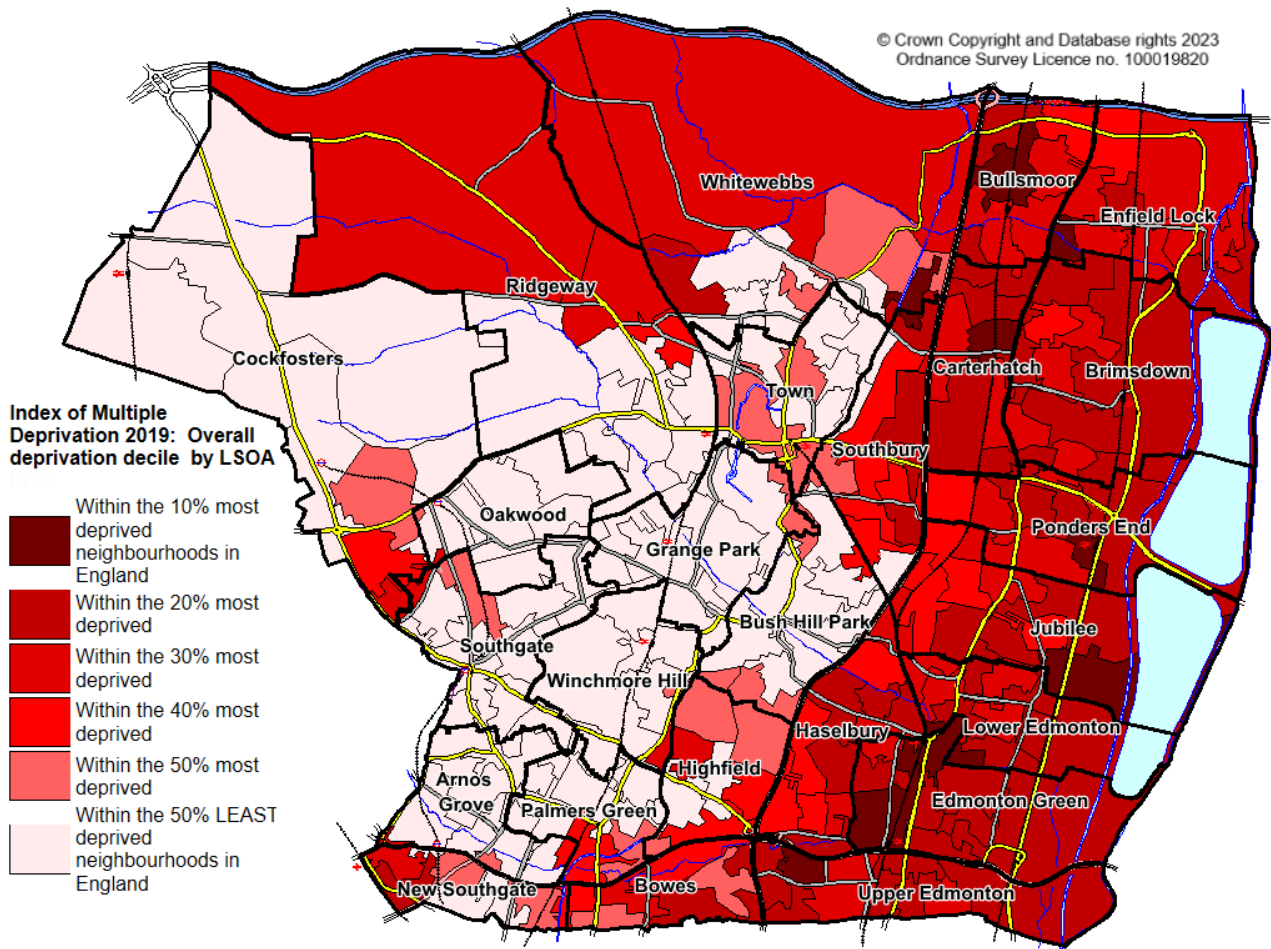 © Crown Copyright and Database rights 2023
Ordnance Survey Licence no. 100019820
Whitewebbs
Bullsmoor
Enfield Lock
Ridgeway
Cockfosters
Carterhatch
Brimsdown
Town
Southbury
Index of Multiple
Deprivation 2019: Overall
deprivation decile by LSOA
Within the 10% most
deprived
neighbourhoods in
England
Within the 20% most
deprived
Within the 30% most
deprived
Within the 40% most
deprived
Within the 50% most
deprived
Within the 50% LEAST
deprived
neighbourhoods in
England
Oakwood
Grange Park
Ponders End
Bush Hill Park
Jubilee
Southgate
Winchmore Hill
Haselbury
Lower Edmonton
Highfield
Arnos
Grove
Palmers Green
Edmonton Green
New Southgate
Bowes
Upper Edmonton